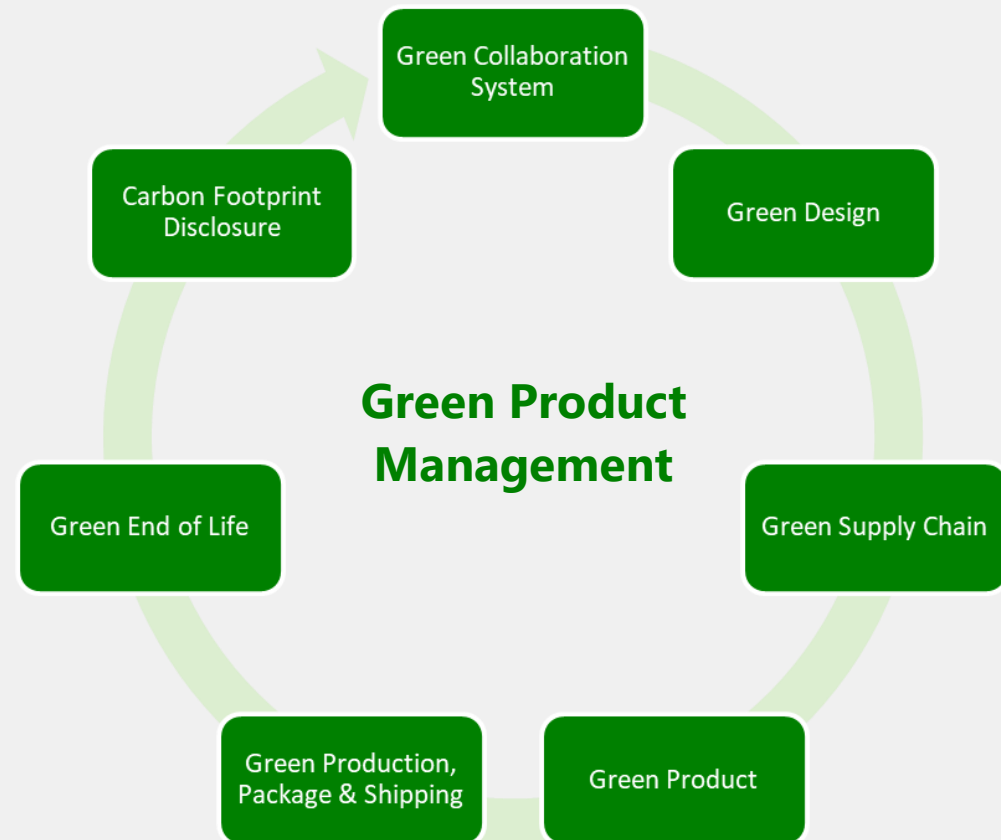 Green Collaboration
System
Green Design
Green Supply Chain
Green Product
Green Production,
Package & Shipping
Green End of Life
Carbon Footprint
Disclosure
Green Product
Management